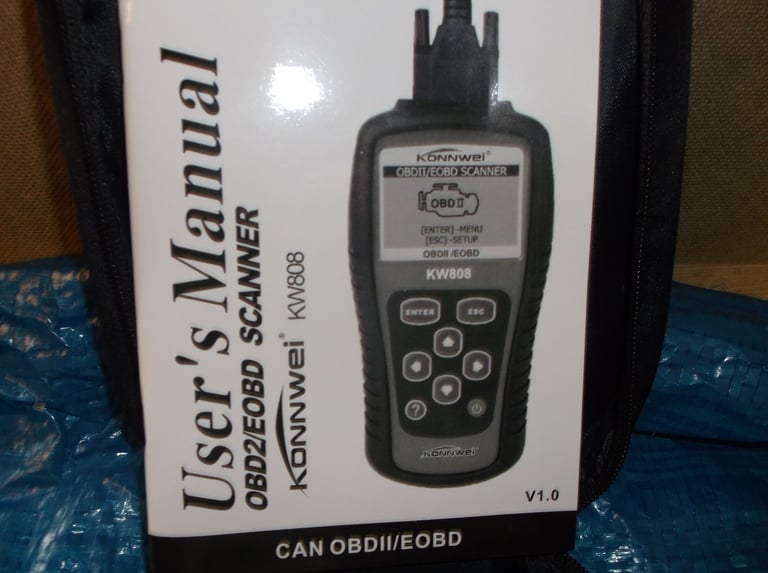 User's Manual
OBD2/EOBD SCANNER
KONNWEI® KW808
KONNWEI®
OBDII/EOBD SCANNER
OBD II
[ENTER] -MENU
[ESC] -SETUP
OBDII /EOBD
KW808
ENTER
ESC
?
KONNWEI
V1.0
CAN OBDII/EOBD